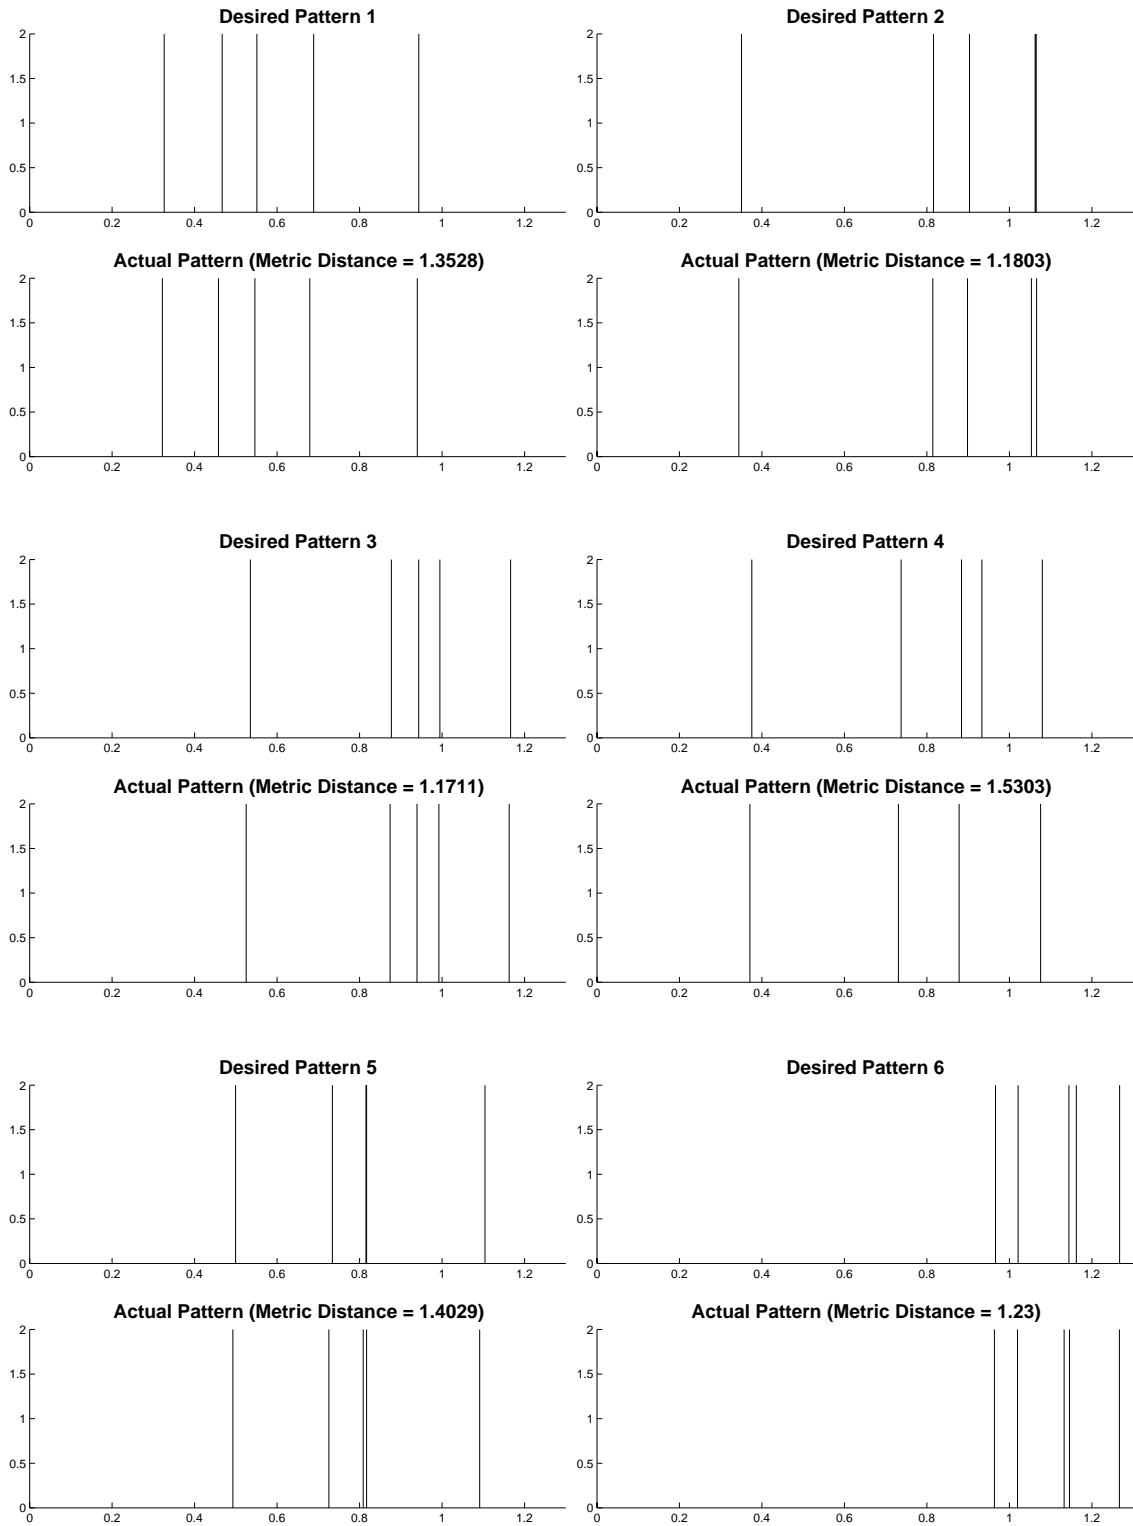 Desired Pattern 1
2
1.5
1
0.5
0
0 0.2 0.4 0.6 0.8 1 1.2
Desired Pattern 2
2
1.5
1
0.5
0
0 0.2 0.4 0.6 0.8 1 1.2
Actual Pattern (Metric Distance = 1.3528)
2
1.5
1
0.5
0
0 0.2 0.4 0.6 0.8 1 1.2
Actual Pattern (Metric Distance = 1.1803)
2
1.5
1
0.5
0
0 0.2 0.4 0.6 0.8 1 1.2
Desired Pattern 3
2
1.5
1
0.5
0
0 0.2 0.4 0.6 0.8 1 1.2
Desired Pattern 4
2
1.5
1
0.5
0
0 0.2 0.4 0.6 0.8 1 1.2
Actual Pattern (Metric Distance = 1.1711)
2
1.5
1
0.5
0
0 0.2 0.4 0.6 0.8 1 1.2
Actual Pattern (Metric Distance = 1.5303)
2
1.5
1
0.5
0
0 0.2 0.4 0.6 0.8 1 1.2
Desired Pattern 5
2
1.5
1
0.5
0
0 0.2 0.4 0.6 0.8 1 1.2
Desired Pattern 6
2
1.5
1
0.5
0
0 0.2 0.4 0.6 0.8 1 1.2
Actual Pattern (Metric Distance = 1.4029)
2
1.5
1
0.5
0
0 0.2 0.4 0.6 0.8 1 1.2
Actual Pattern (Metric Distance = 1.23)
2
1.5
1
0.5
0
0 0.2 0.4 0.6 0.8 1 1.2